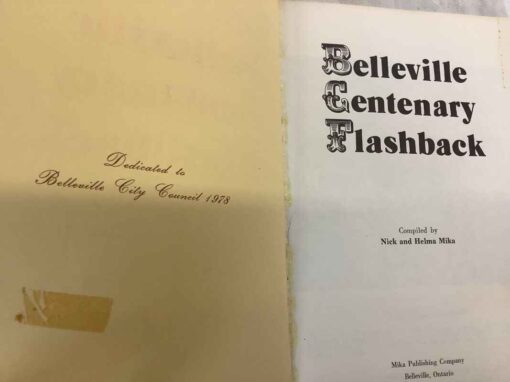 Dedicated to
Belleville City Council 1978
Belleville
Centenary
Flashback
Compiled by
Nick and Helma Mika
Mika Publishing Company
Belleville, Ontario